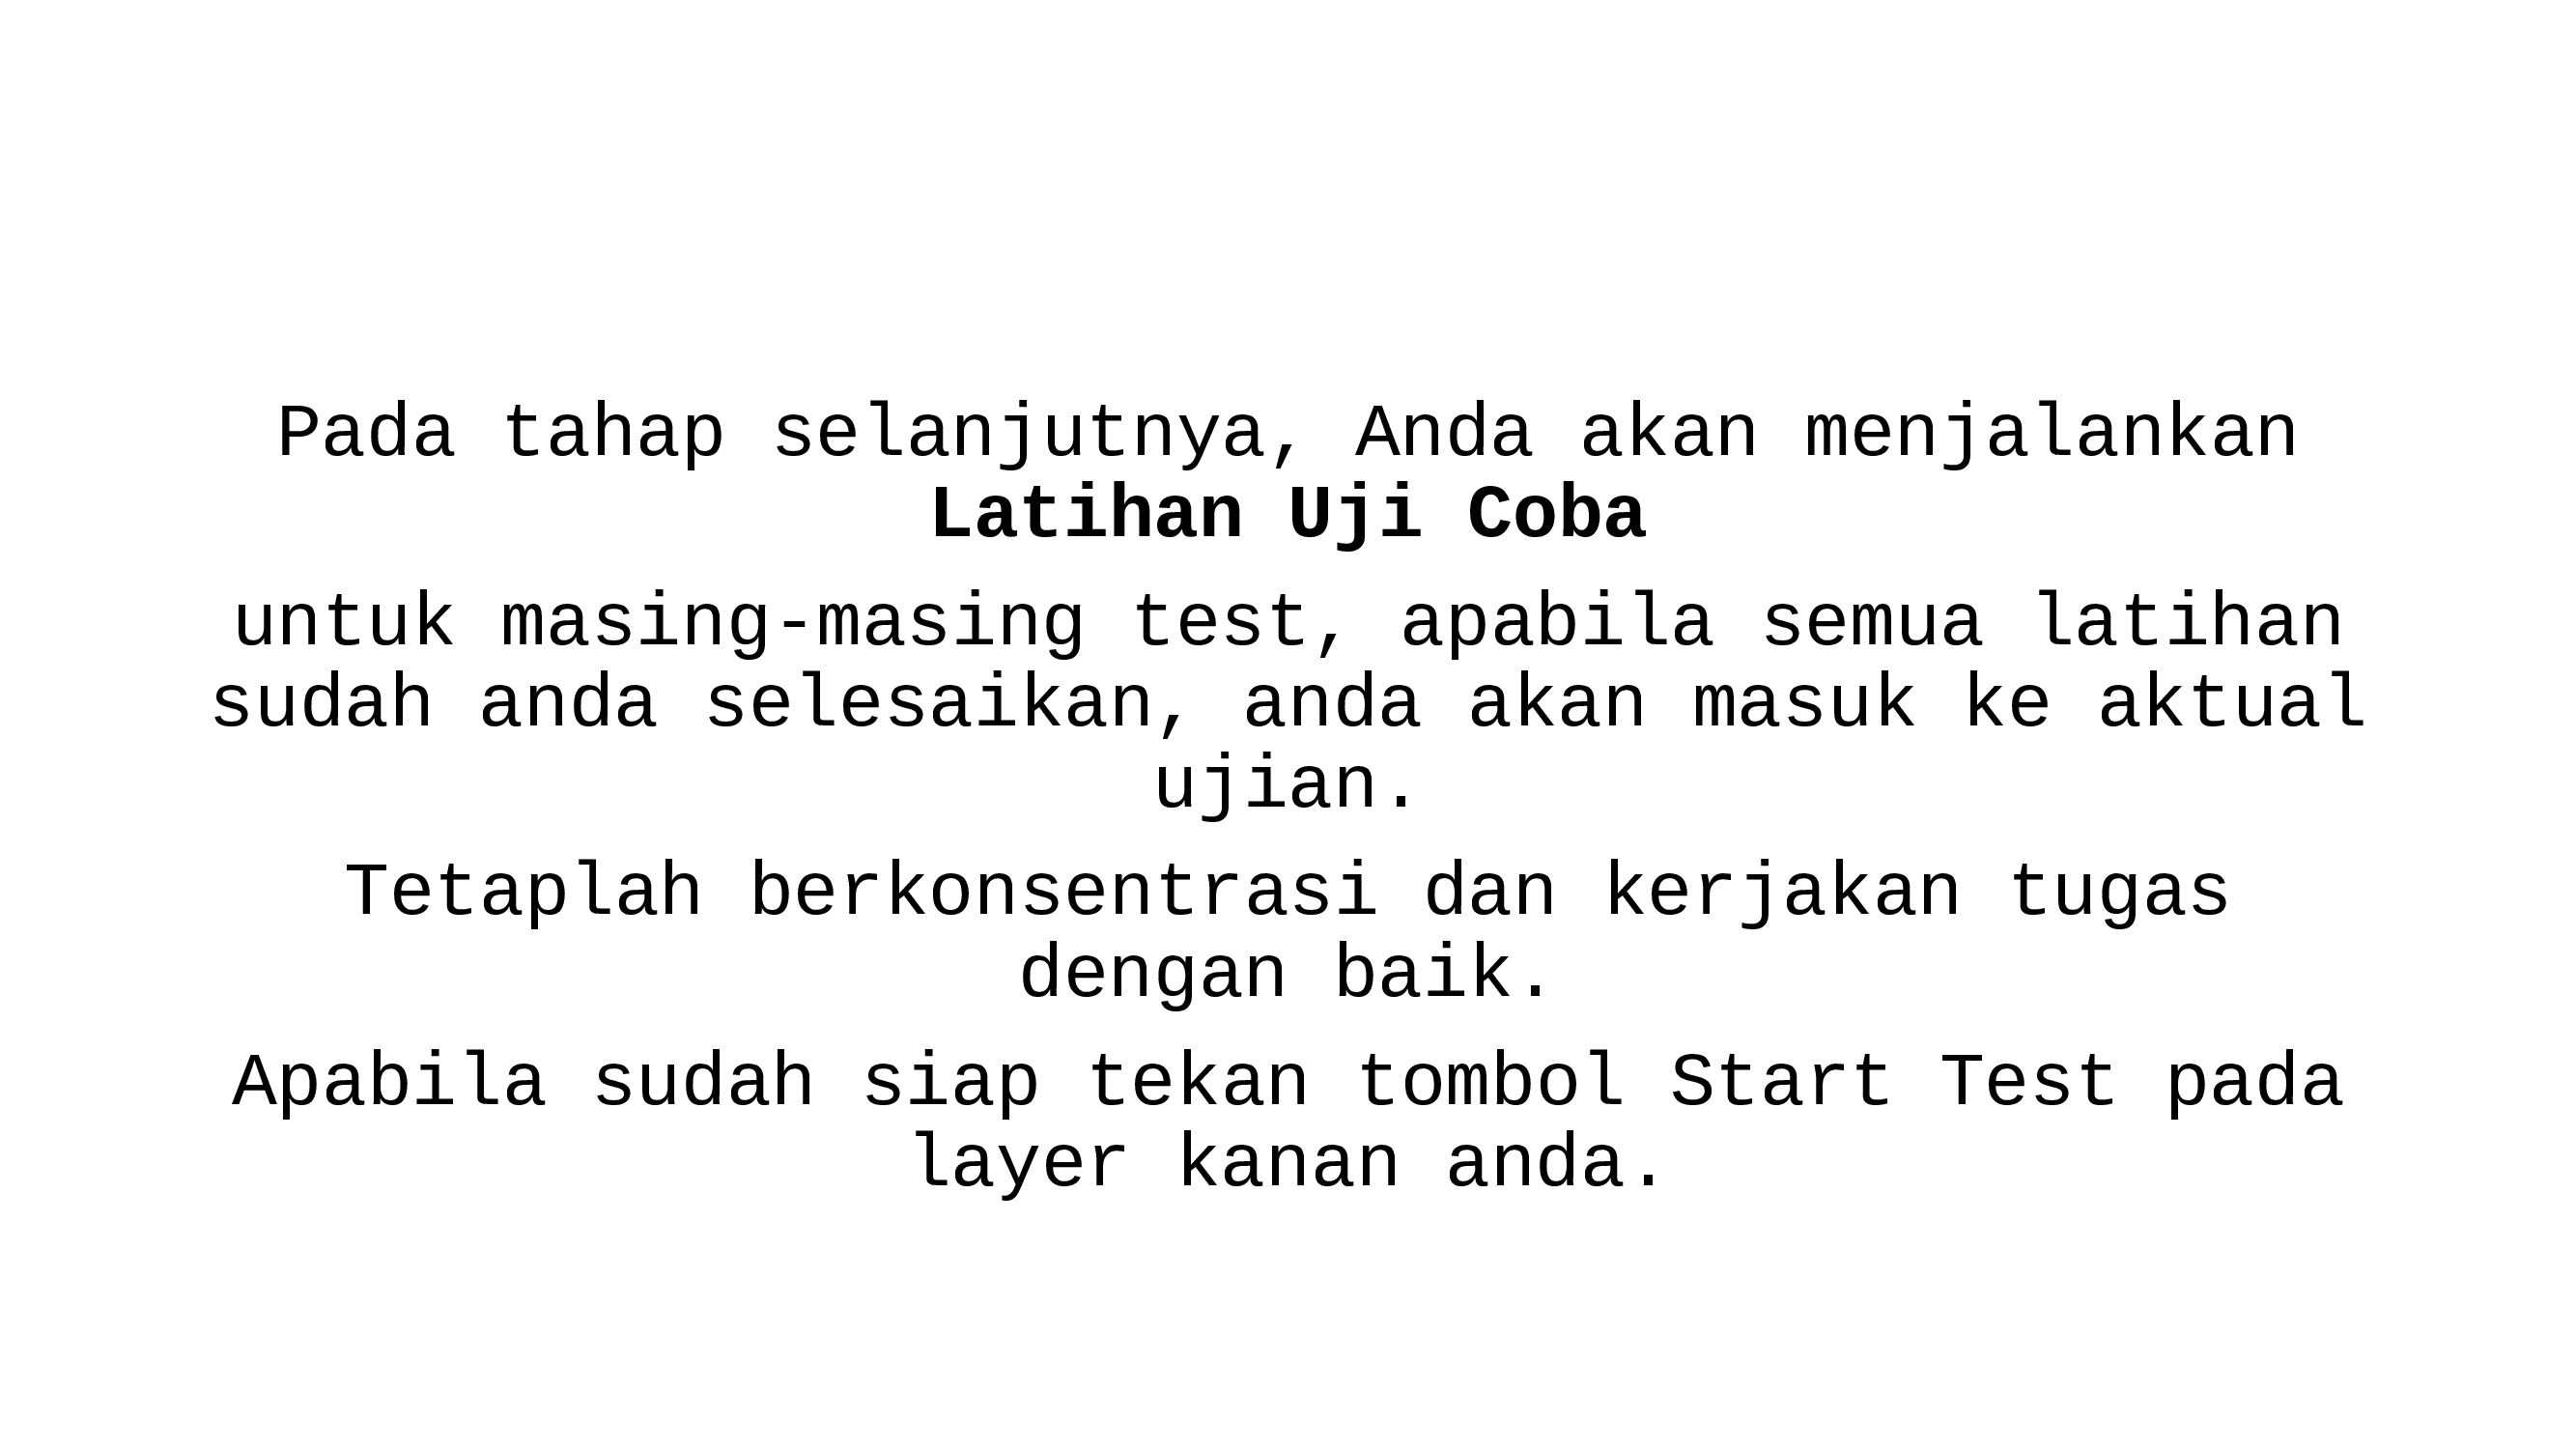 Pada tahap selanjutnya, Anda akan menjalankan
Latihan Uji Coba
untuk masing-masing test, apabila semua latihan
sudah anda selesaikan, anda akan masuk ke aktual
ujian.
Tetaplah berkonsentrasi dan kerjakan tugas
dengan baik.
Apabila sudah siap tekan tombol Start Test pada
layer kanan anda.